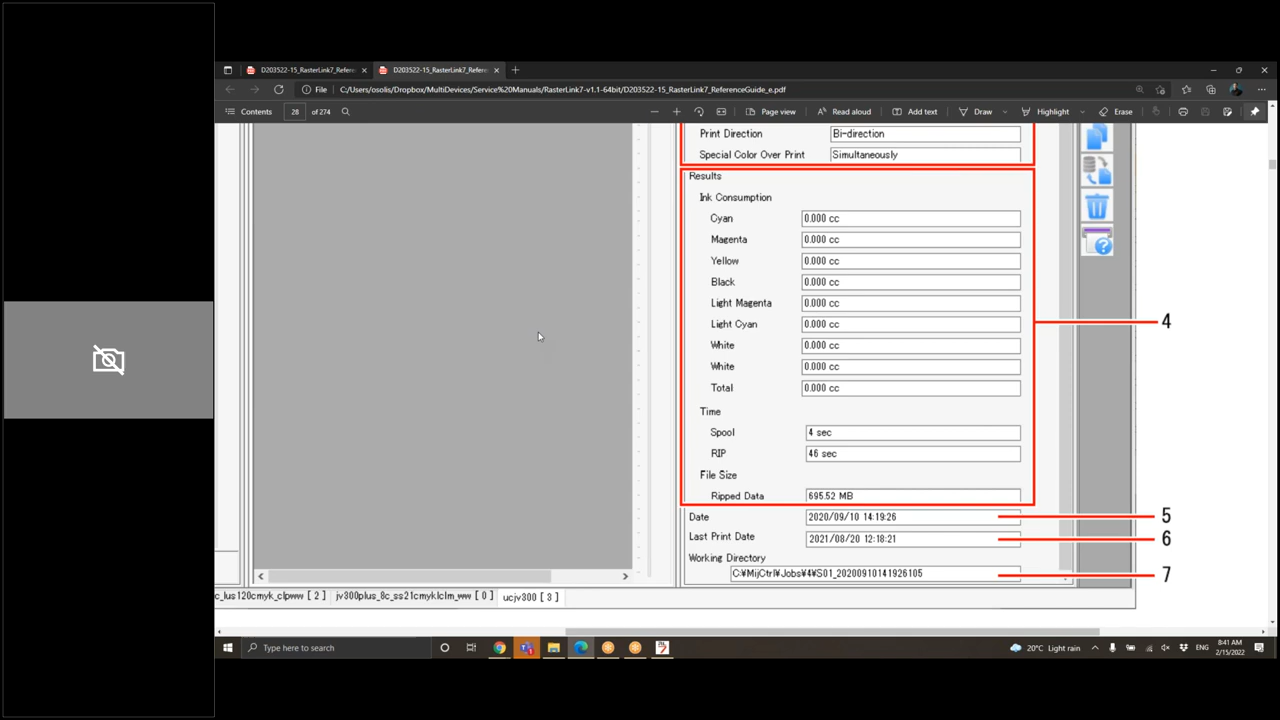 D203522-15_RasterLink7_Refere
D203522-15_RasterLink7_Refere
File C:/Users/osolis/Dropbox/MultiDevices/Service%20Manuals/RasterLink7-v1.1-64bit/D203522-15_RasterLink7_ReferenceGuide_e.pdf
Contents 28 of 274 Page view Read aloud Add text Draw Highlight Erase
Print Direction Bi-direction
Special Color Over Print Simultaneously
Results
Ink Consumption
Cyan 0.000 cc
Magenta 0.000 cc
Yellow 0.000 cc
Black 0.000 cc
Light Magenta 0.000 cc
4
Light Cyan 0.000 cc
White 0.000 cc
White 0.000 cc
Total 0.000 cc
Time
Spool 4 sec
RIP 46 sec
File Size
Ripped Data 695.52 MB
Date 2020/09/10 14:19:26 5
Last Print Date 2021/08/20 12:18:21 6
Working Directory
C:¥MijCtrl¥Jobs¥4¥S01_20200910141926105 7
c_lus120cmyk_clpww [ 2 ] jv300plus_8c_ss21cmyklclm_ww [ 0 ] ucjv300 [ 3 ]
Type here to search 20°C Light rain ENG 8:41 AM
2/15/2022